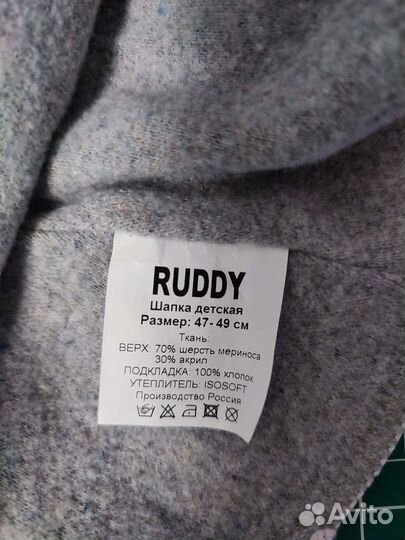 RUDDY
Шапка детская
Размер: 47- 49 см
Ткань:
ВЕРХ: 70% шерсть мериноса
30% акрил
ПОДКЛАДКА: 100% хлопок
УТЕПЛИТЕЛЬ: ISOSOFT
Производство Россия
Avito